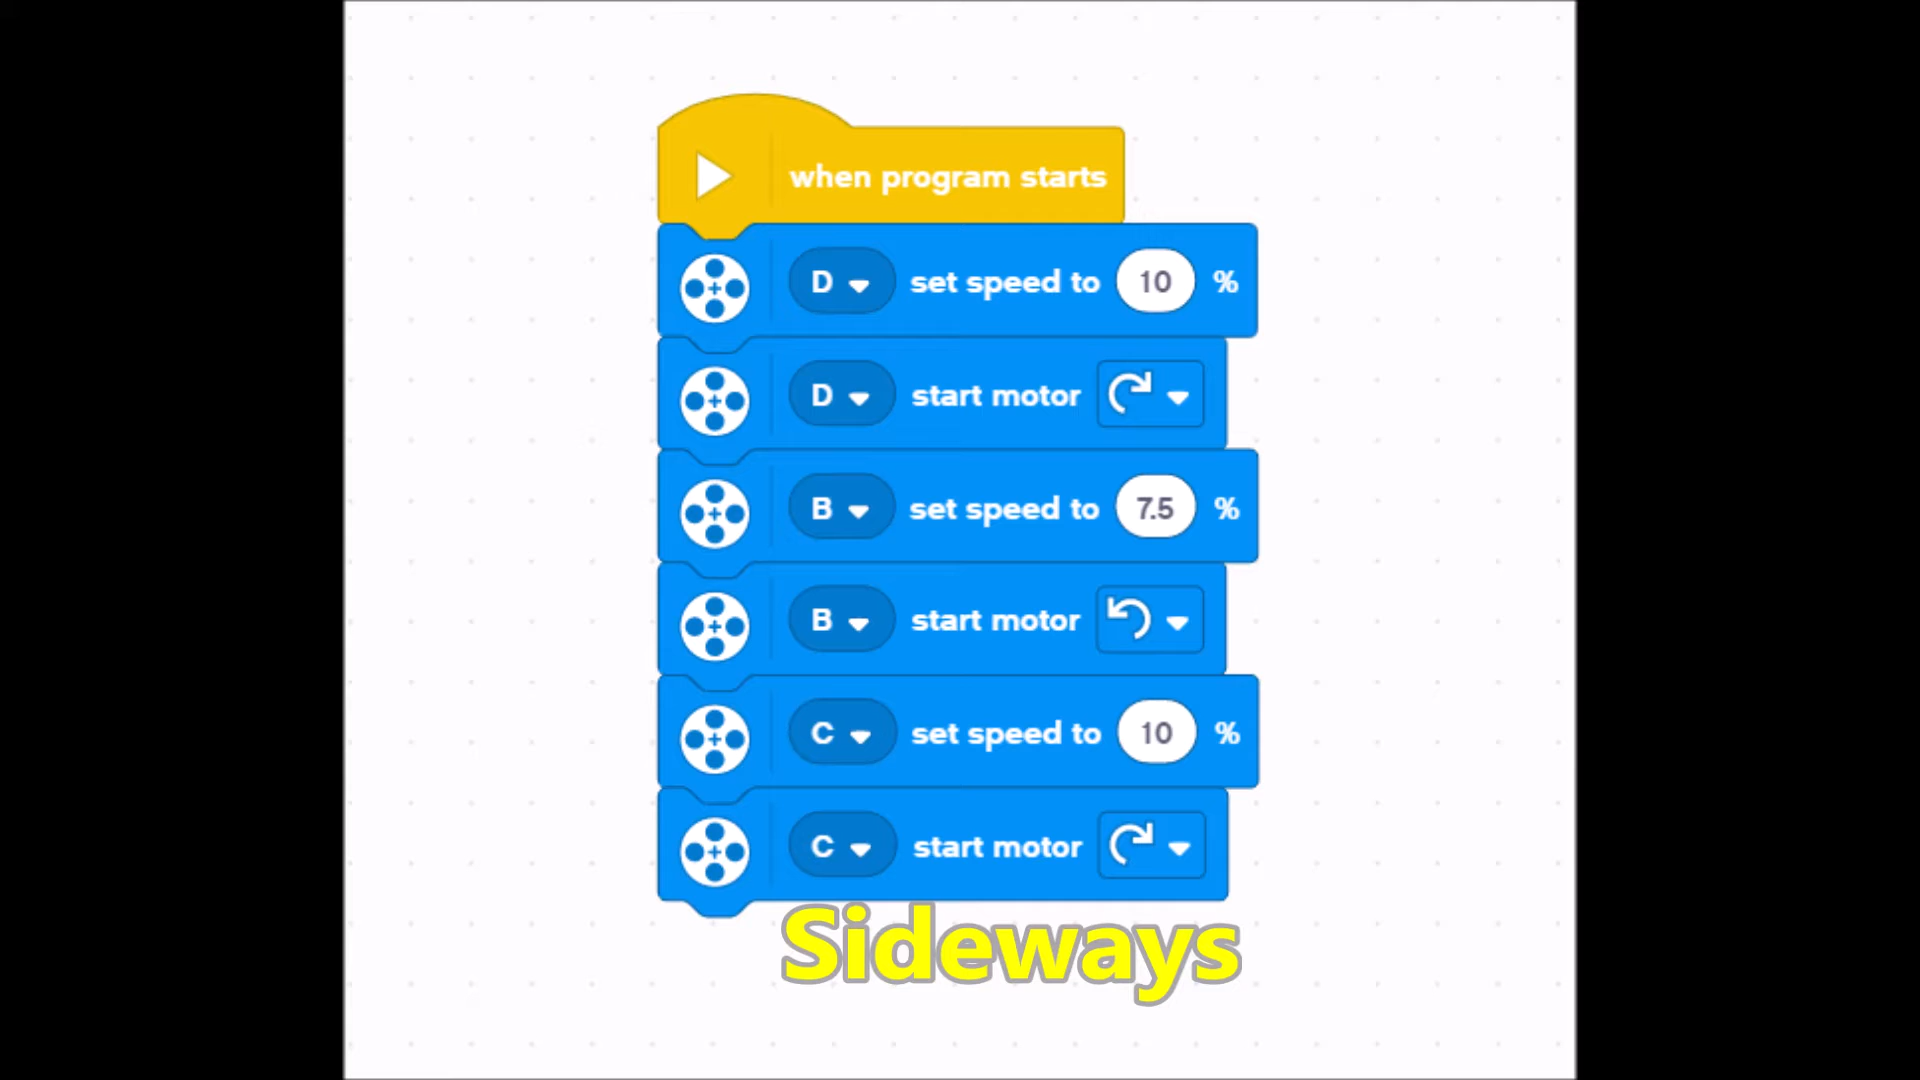 when program starts
D set speed to 10 %
D start motor
B set speed to 7.5 %
B start motor
C set speed to 10 %
C start motor
Sideways